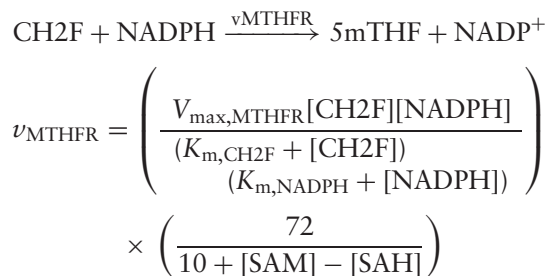 CH2F + NADPH vMTHFR→ 5mTHF + NADP⁺
νMTHFR = ( Vmax,MTHFR[CH2F][NADPH] / (Km,CH2F + [CH2F]) (Km,NADPH + [NADPH]) )
× ( 72 / 10 + [SAM] − [SAH] )